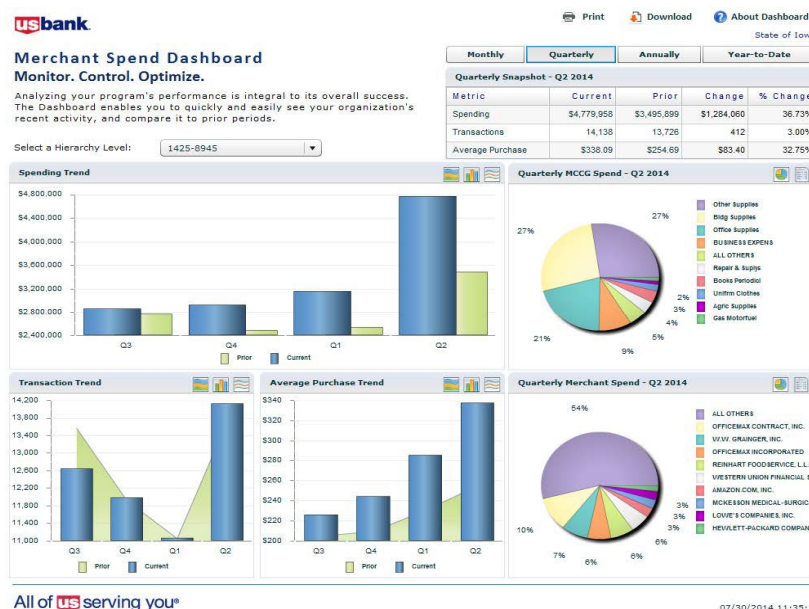 usbank.
Print Download About Dashboard
State of Iow
Merchant Spend Dashboard
Monitor. Control. Optimize.
Analyzing your program's performance is integral to its overall success.
The Dashboard enables you to quickly and easily see your organization's
recent activity, and compare it to prior periods.
Select a Hierarchy Level: 1425-8945
Monthly Quarterly Annually Year-to-Date
Quarterly Snapshot - Q2 2014
Metric Current Prior Change % Change
Spending $4,779,958 $3,495,899 $1,284,060 36.73%
Transactions 14,138 13,726 412 3.00%
Average Purchase $338.09 $254.69 $83.40 32.75%
Spending Trend
$4,800,000
$4,400,000
$4,000,000
$3,600,000
$3,200,000
$2,800,000
$2,400,000
Q3 Q4 Q1 Q2
Prior Current
Quarterly MCCG Spend - Q2 2014
27%
27%
21%
9%
5%
4%
3%
2%
Other Supplies
Bldg Supplies
Office Supplies
BUSINESS EXPENS
ALL OTHERS
Repair & Suplys
Books Periodicl
Unifrm Clothes
Agric Supplies
Gas Motorfuel
Transaction Trend
14,200
13,800
13,400
13,000
12,600
12,200
11,800
11,400
11,000
Q3 Q4 Q1 Q2
Prior Current
Average Purchase Trend
$340
$320
$300
$280
$260
$240
$220
$200
Q3 Q4 Q1 Q2
Prior Current
Quarterly Merchant Spend - Q2 2014
54%
10%
7%
6%
6%
6%
3%
3%
3%
ALL OTHERS
OFFICEMAX CONTRACT, INC.
W.W. GRAINGER, INC.
OFFICEMAX INCORPORATED
REINHART FOODSERVICE, L.L.
WESTERN UNION FINANCIAL S
AMAZON.COM, INC.
MCKESSON MEDICAL-SURGIC
LOWE'S COMPANIES, INC.
HEWLETT-PACKARD COMPAN
All of us serving you®
07/30/2014 11:35: